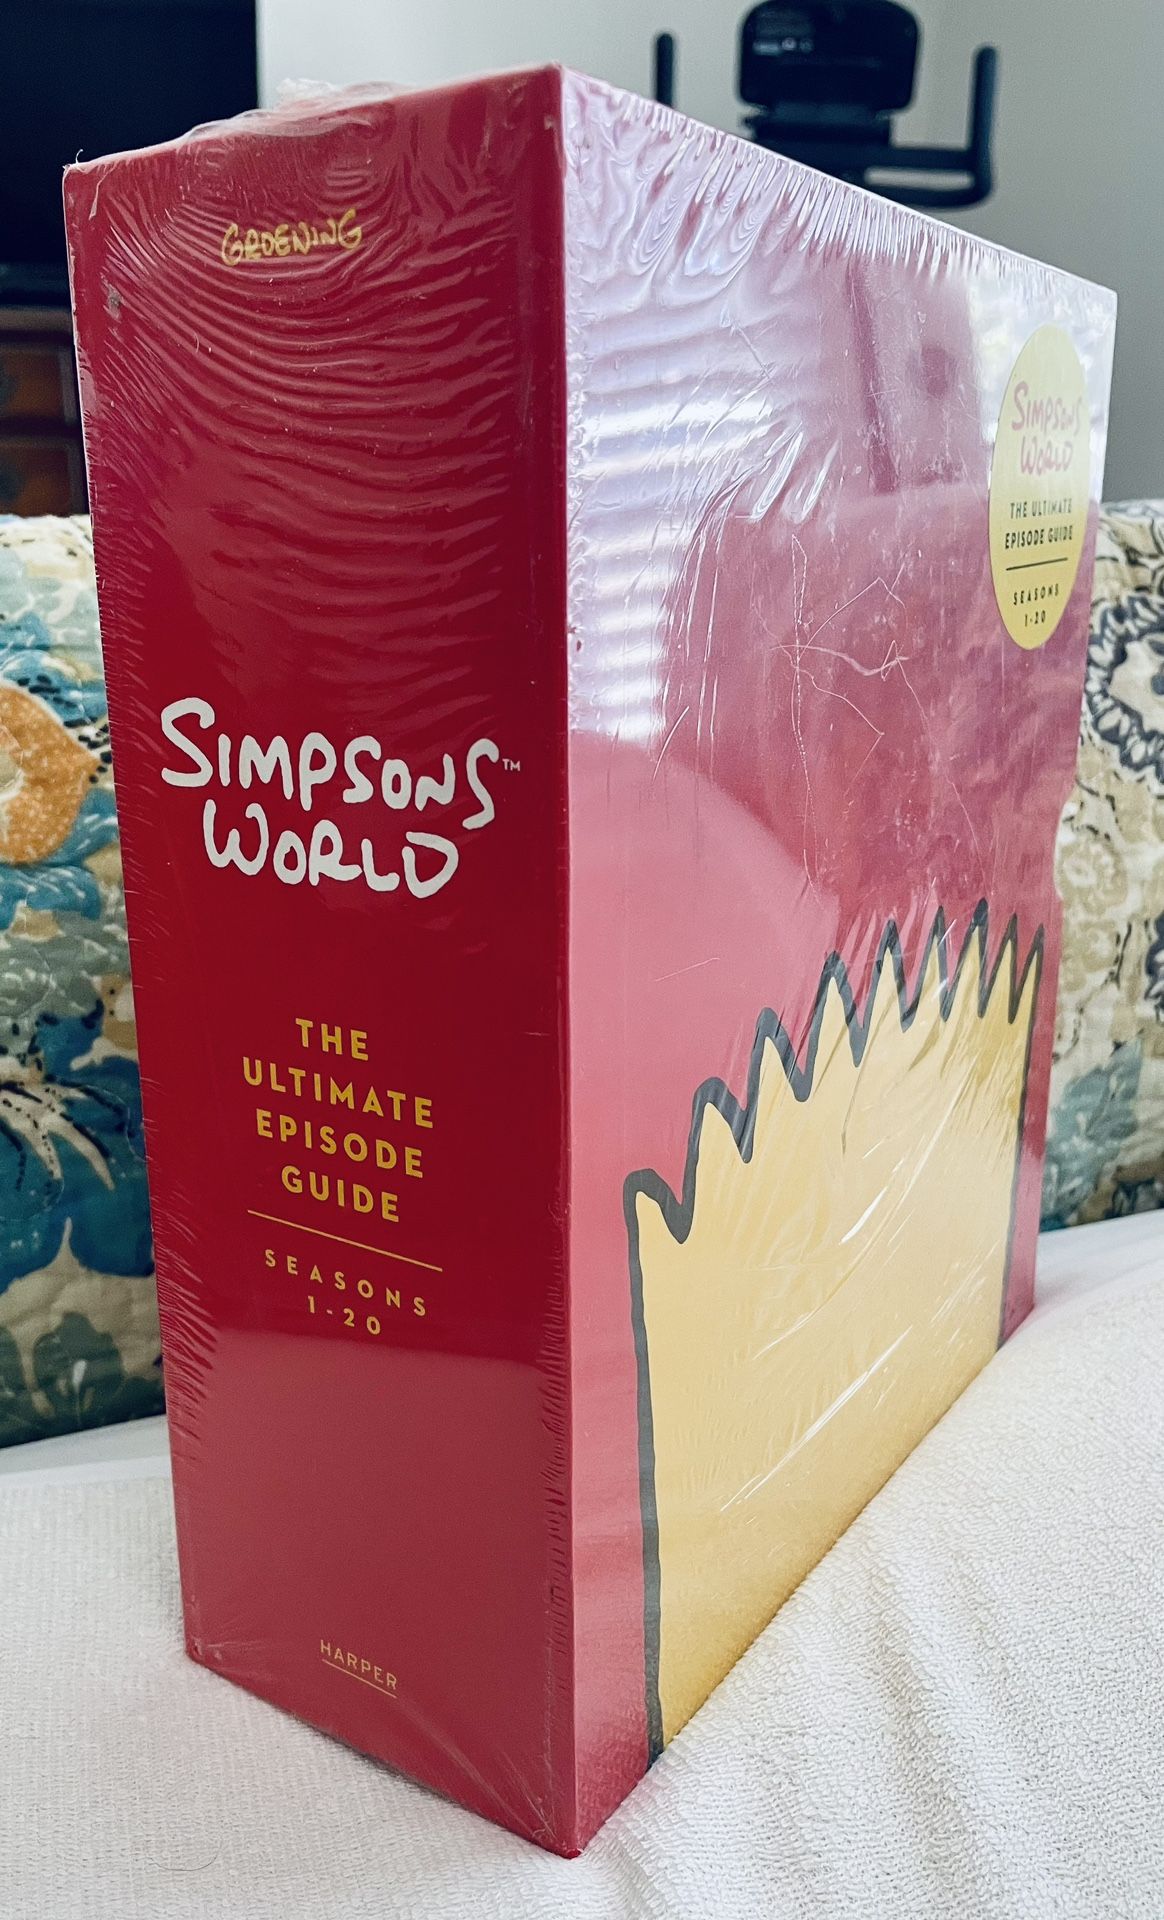 GROENING
SIMPSONS™
WORLD
THE
ULTIMATE
EPISODE
GUIDE
SEASONS
1-20
HARPER
SIMPSONS
WORLD
THE ULTIMATE
EPISODE GUIDE
SEASONS
1-20